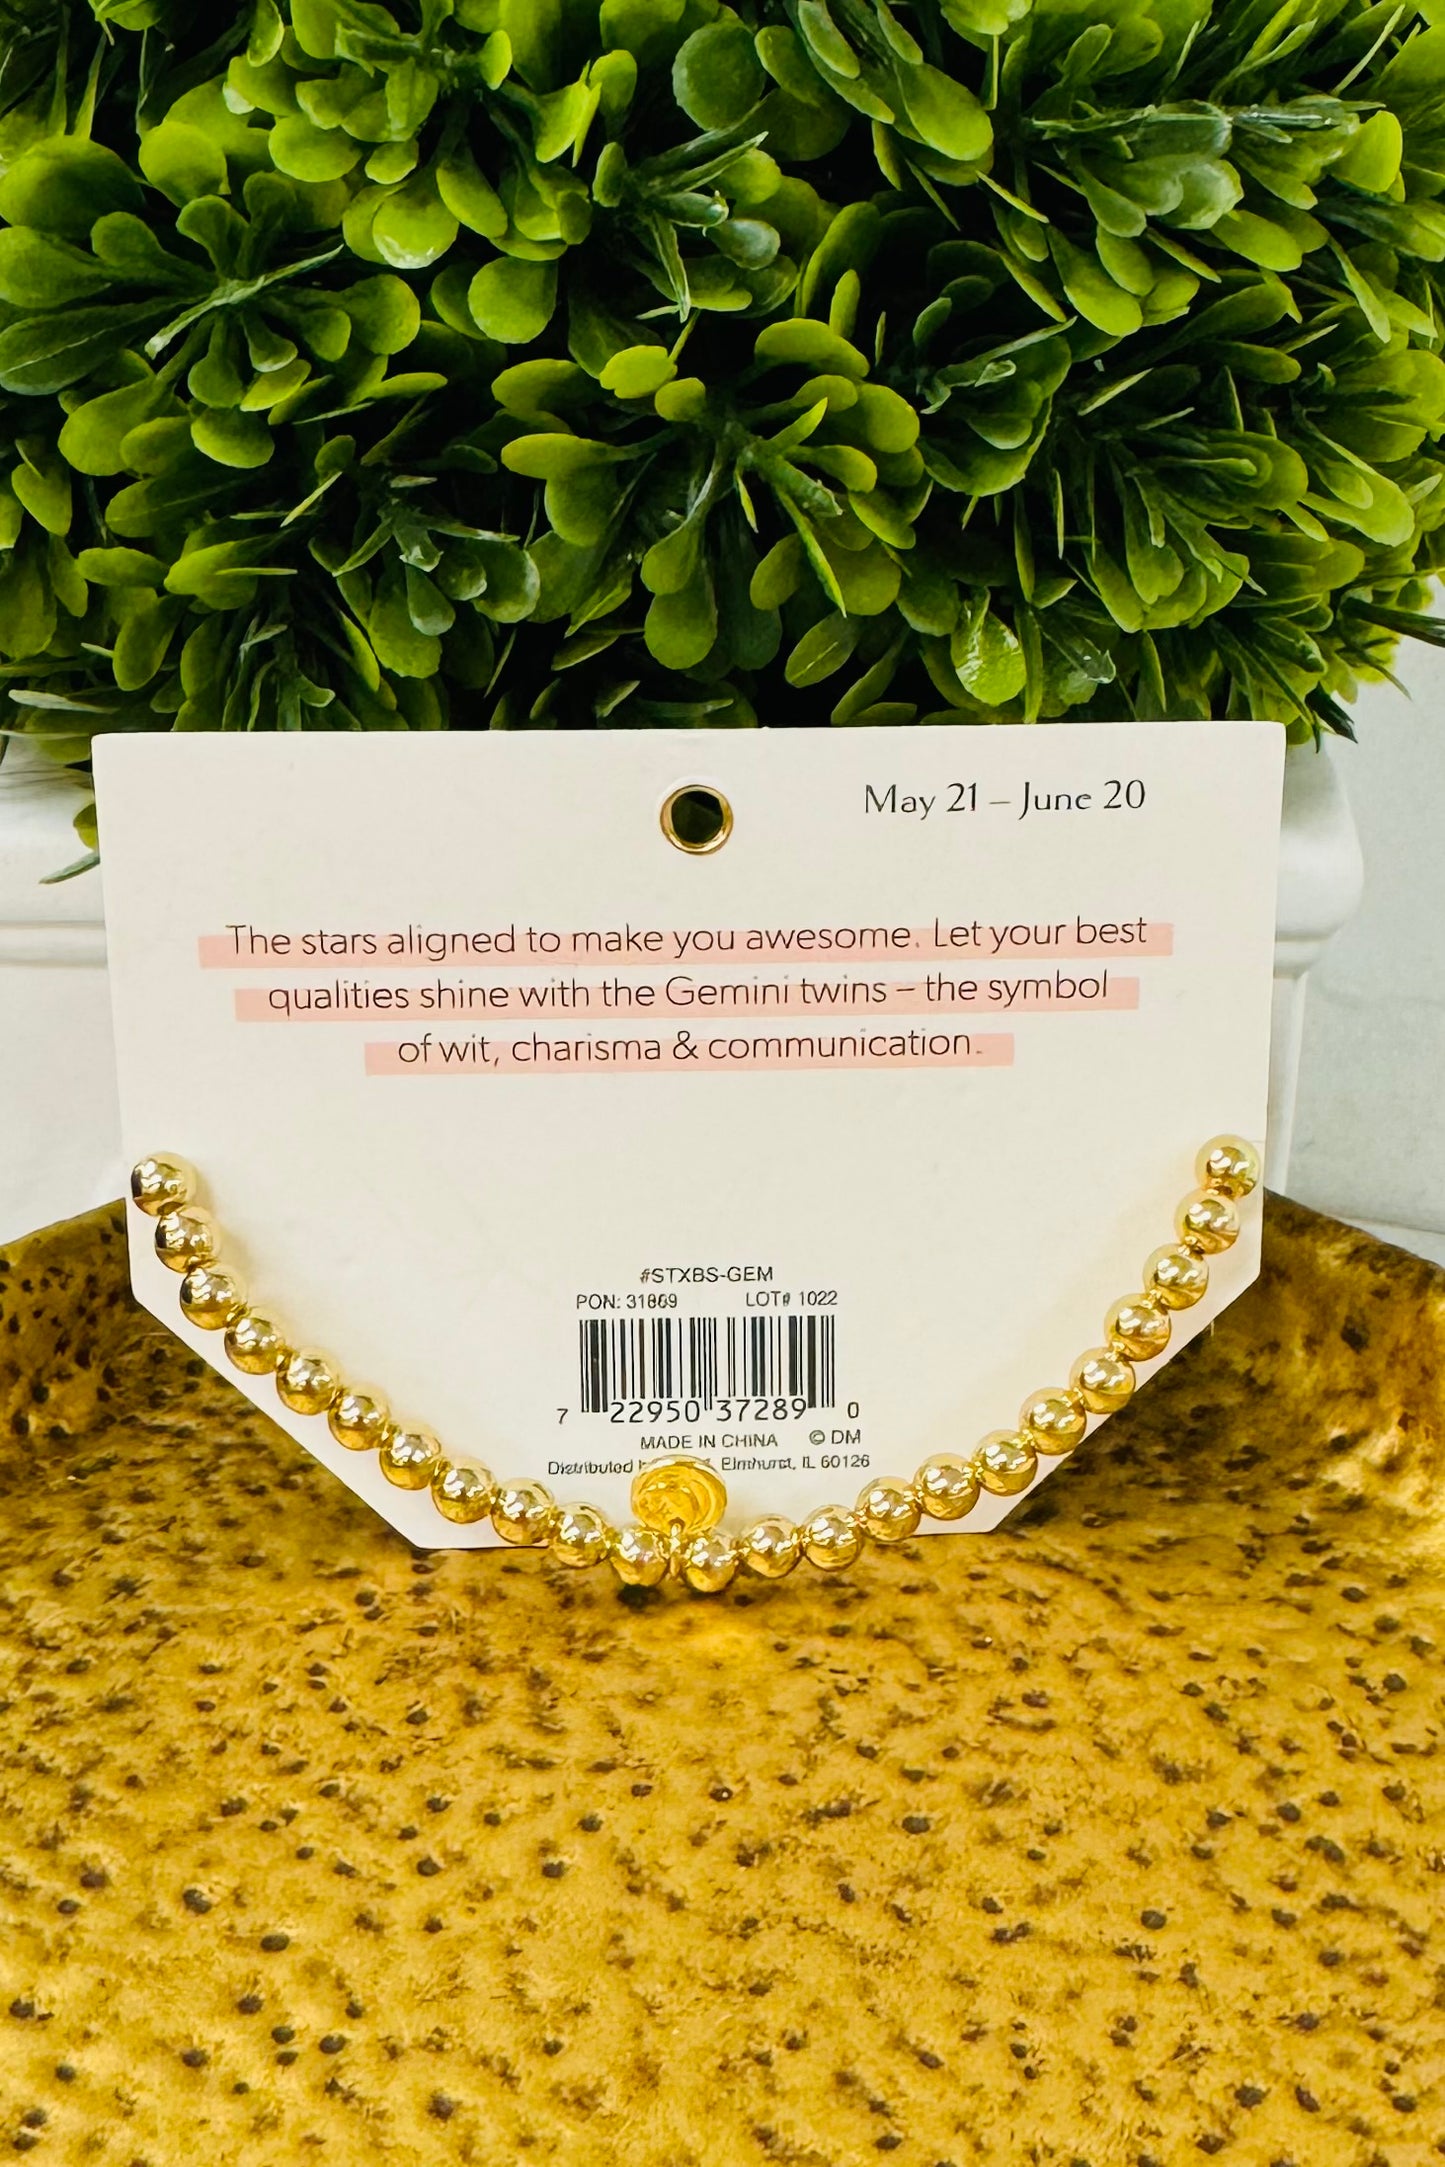 May 21 – June 20
The stars aligned to make you awesome. Let your best
qualities shine with the Gemini twins – the symbol
of wit, charisma & communication.
#STXBS-GEM
PON: 31869 LOT# 1022
7 22950 37289 0
MADE IN CHINA © DM
Distributed Elmhurst, IL 60126